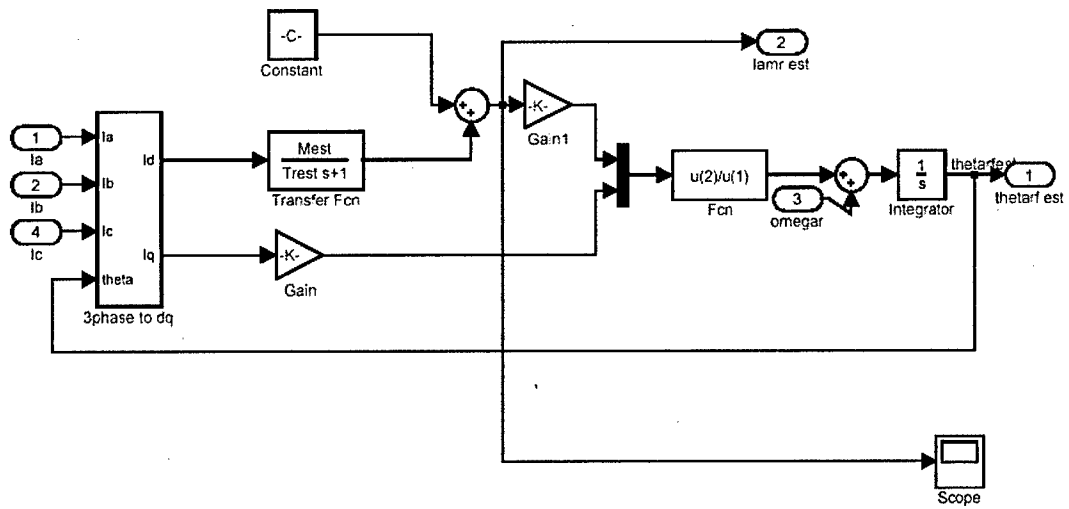 -C-
Constant
2
lamr est
-K-
Gain1
1
Ia
Ia
Id
Mest
Trest s+1
Transfer Fcn
2
Ib
Ib
4
Ic
Ic
Iq
theta
3phase to dq
-K-
Gain
u(2)/u(1)
Fcn
3
omegar
1
s
Integrator
thetarfest
1
thetarf est
Scope